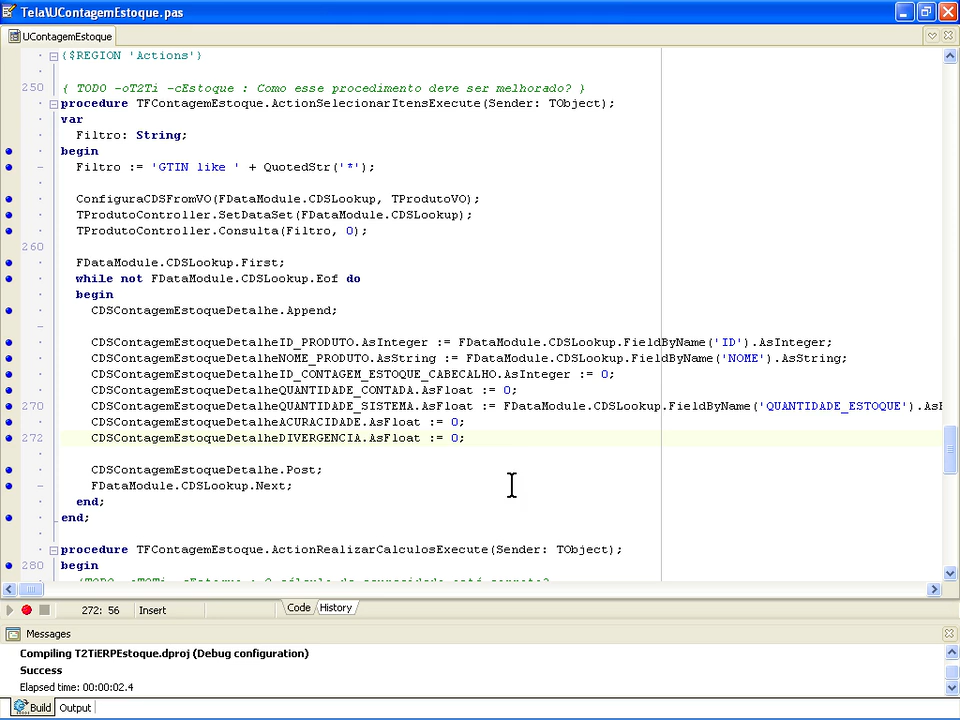 Tela\UContagemEstoque.pas
UContagemEstoque
{$REGION 'Actions'}
250 { TODO -oT2Ti -cEstoque : Como esse procedimento deve ser melhorado? }
procedure TFContagemEstoque.ActionSelecionarItensExecute(Sender: TObject);
var
Filtro: String;
begin
Filtro := 'GTIN like ' + QuotedStr('*');
ConfiguraCDSFromVO(FDataModule.CDSLookup, TProdutoVO);
TProdutoController.SetDataSet(FDataModule.CDSLookup);
TProdutoController.Consulta(Filtro, 0);
260
FDataModule.CDSLookup.First;
while not FDataModule.CDSLookup.Eof do
begin
CDSContagemEstoqueDetalhe.Append;
CDSContagemEstoqueDetalheID_PRODUTO.AsInteger := FDataModule.CDSLookup.FieldByName('ID').AsInteger;
CDSContagemEstoqueDetalheNOME_PRODUTO.AsString := FDataModule.CDSLookup.FieldByName('NOME').AsString;
CDSContagemEstoqueDetalheID_CONTAGEM_ESTOQUE_CABECALHO.AsInteger := 0;
CDSContagemEstoqueDetalheQUANTIDADE_CONTADA.AsFloat := 0;
270 CDSContagemEstoqueDetalheQUANTIDADE_SISTEMA.AsFloat := FDataModule.CDSLookup.FieldByName('QUANTIDADE_ESTOQUE').
CDSContagemEstoqueDetalheACURACIDADE.AsFloat := 0;
272 CDSContagemEstoqueDetalheDIVERGENCIA.AsFloat := 0;
CDSContagemEstoqueDetalhe.Post;
FDataModule.CDSLookup.Next;
end;
end;
procedure TFContagemEstoque.ActionRealizarCalculosExecute(Sender: TObject);
280 begin
272: 56 Insert Code History
Messages
Compiling T2TiERPEstoque.dproj (Debug configuration)
Success
Elapsed time: 00:00:02.4
Build Output